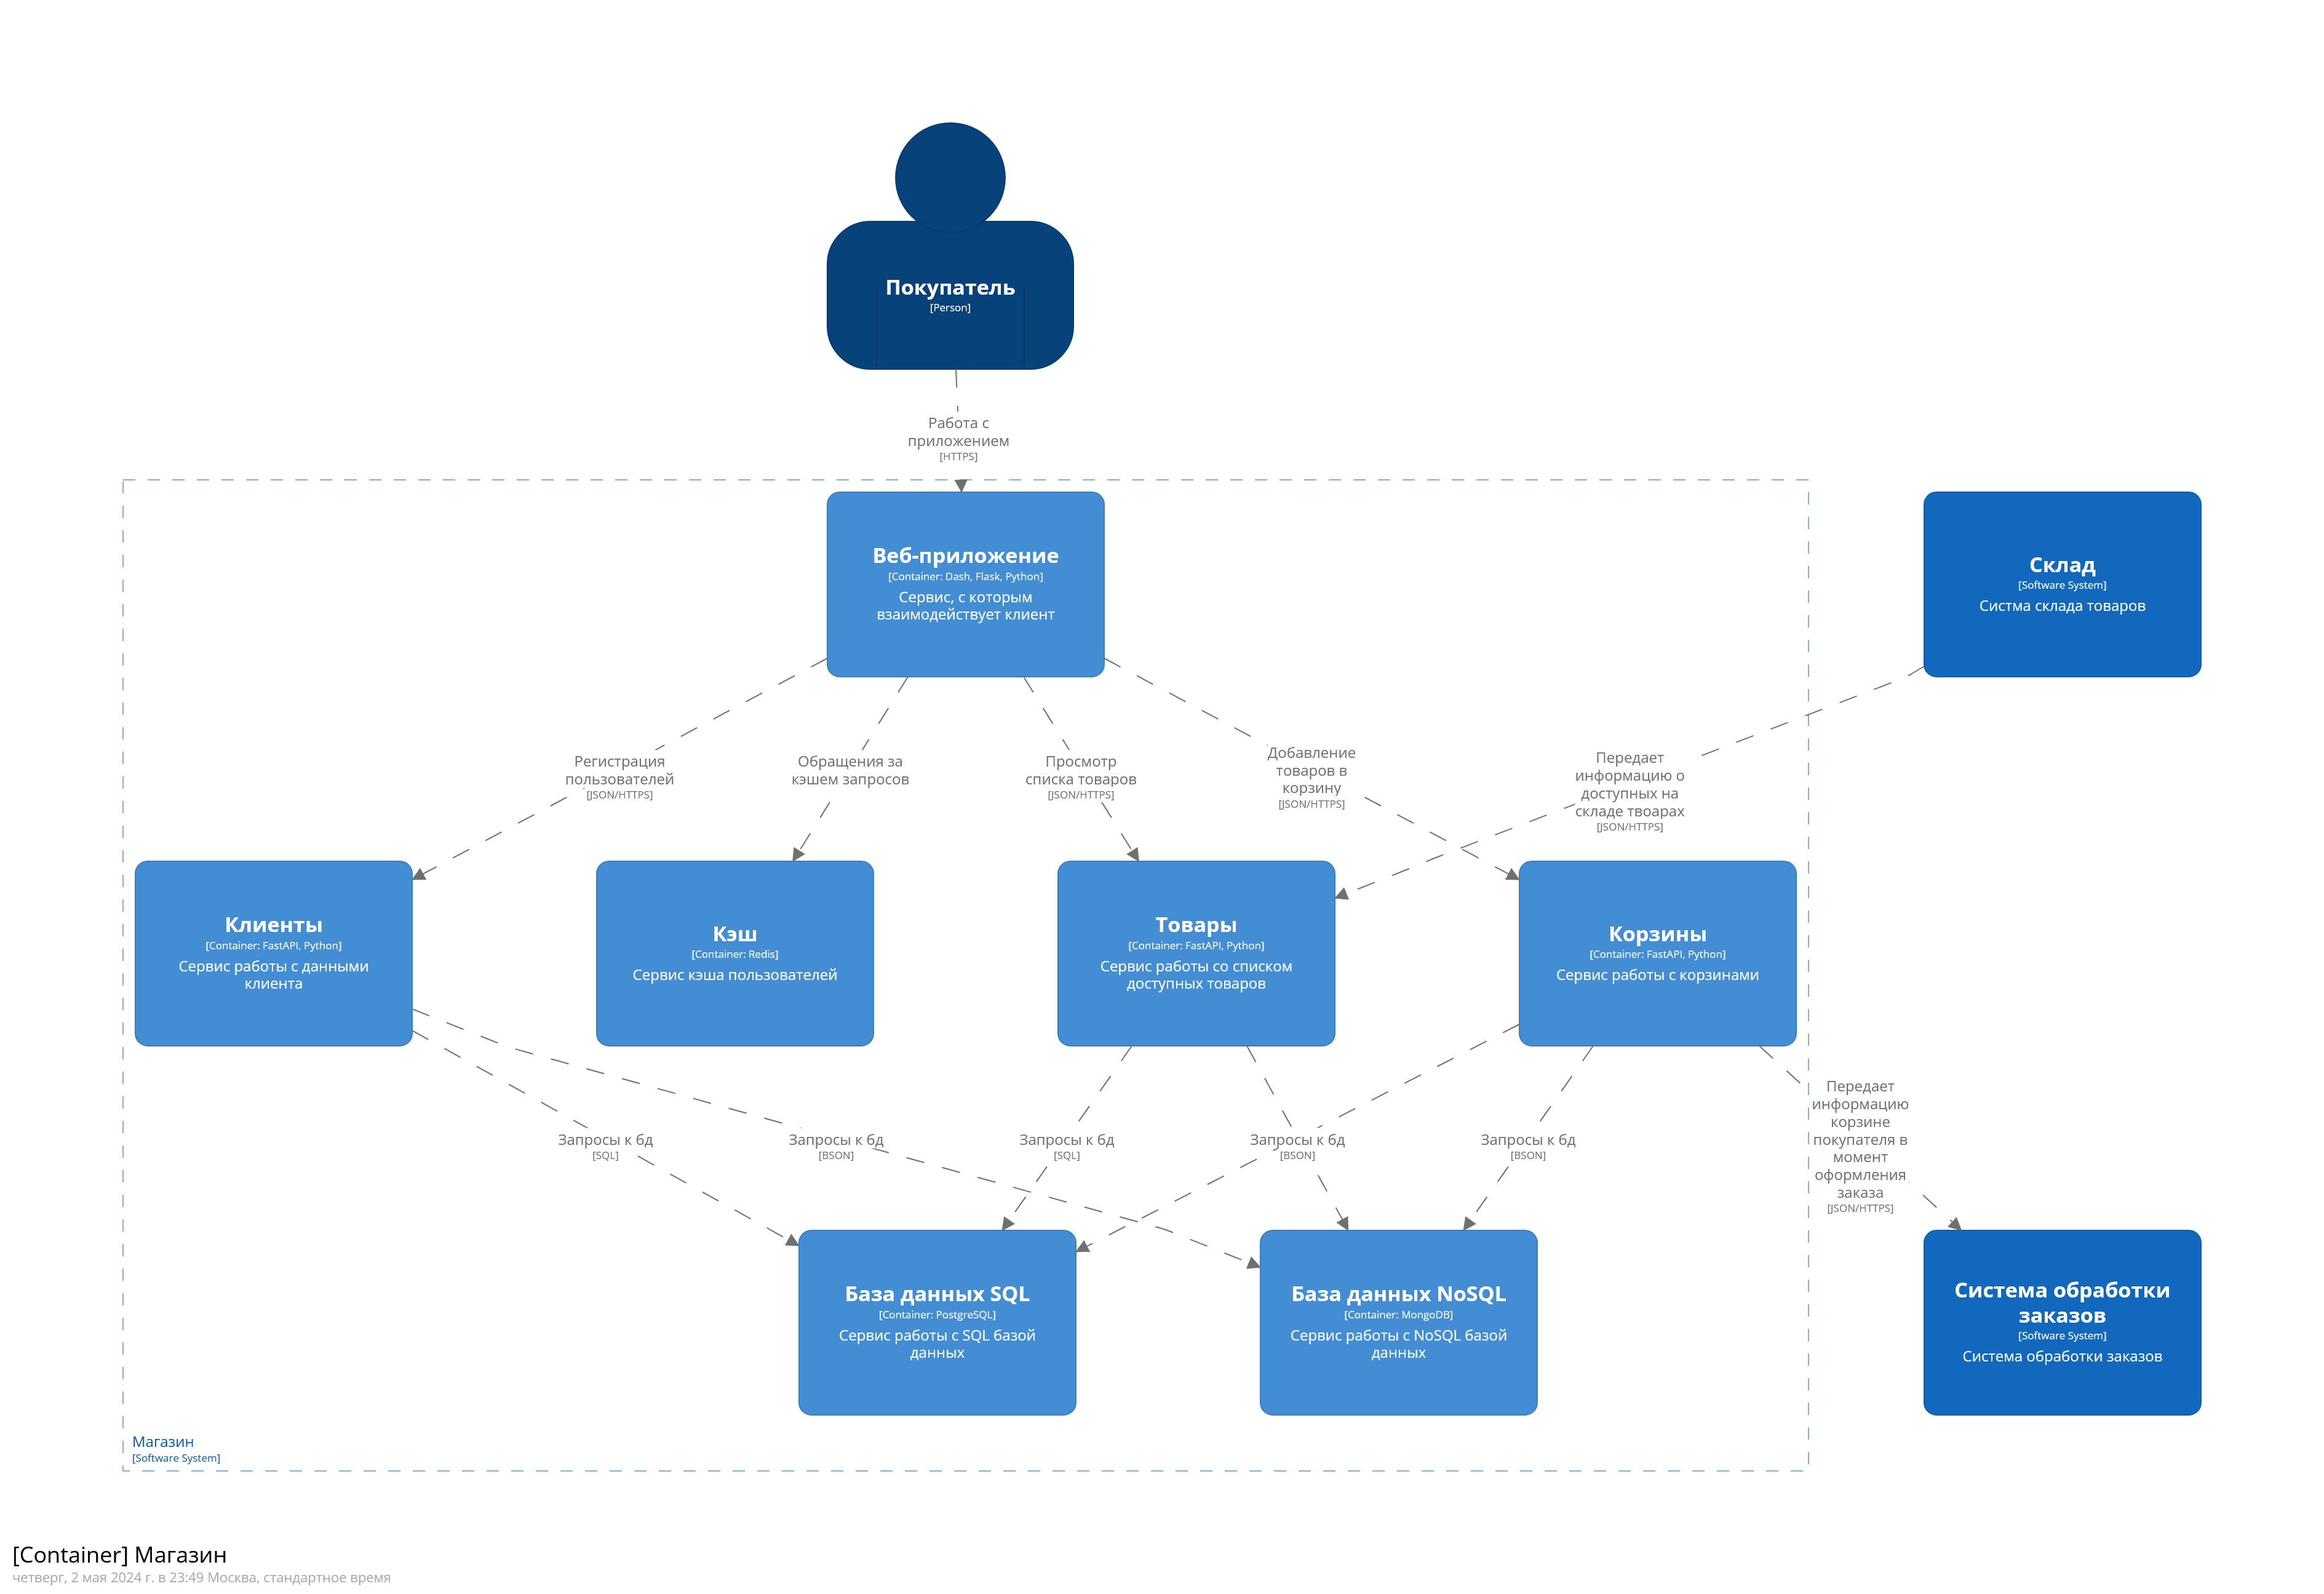 Покупатель
[Person]
Работа с
приложением
[HTTPS]
Веб-приложение
[Container: Dash, Flask, Python]
Сервис, с которым
взаимодействует клиент
Склад
[Software System]
Систма склада товаров
Регистрация
пользователей
[JSON/HTTPS]
Обращения за
кэшем запросов
Просмотр
списка товаров
[JSON/HTTPS]
Добавление
товаров в
корзину
[JSON/HTTPS]
Передает
информацию о
доступных на
складе твоарах
[JSON/HTTPS]
Клиенты
[Container: FastAPI, Python]
Сервис работы с данными
клиента
Кэш
[Container: Redis]
Сервис кэша пользователей
Товары
[Container: FastAPI, Python]
Сервис работы со списком
доступных товаров
Корзины
[Container: FastAPI, Python]
Сервис работы с корзинами
Запросы к бд
[SQL]
Запросы к бд
[BSON]
Запросы к бд
[SQL]
Запросы к бд
[BSON]
Запросы к бд
[BSON]
Передает
информацию
корзине
покупателя в
момент
оформления
заказа
[JSON/HTTPS]
База данных SQL
[Container: PostgreSQL]
Сервис работы с SQL базой
данных
База данных NoSQL
[Container: MongoDB]
Сервис работы с NoSQL базой
данных
Система обработки
заказов
[Software System]
Система обработки заказов
Магазин
[Software System]
[Container] Магазин
четверг, 2 мая 2024 г. в 23:49 Москва, стандартное время